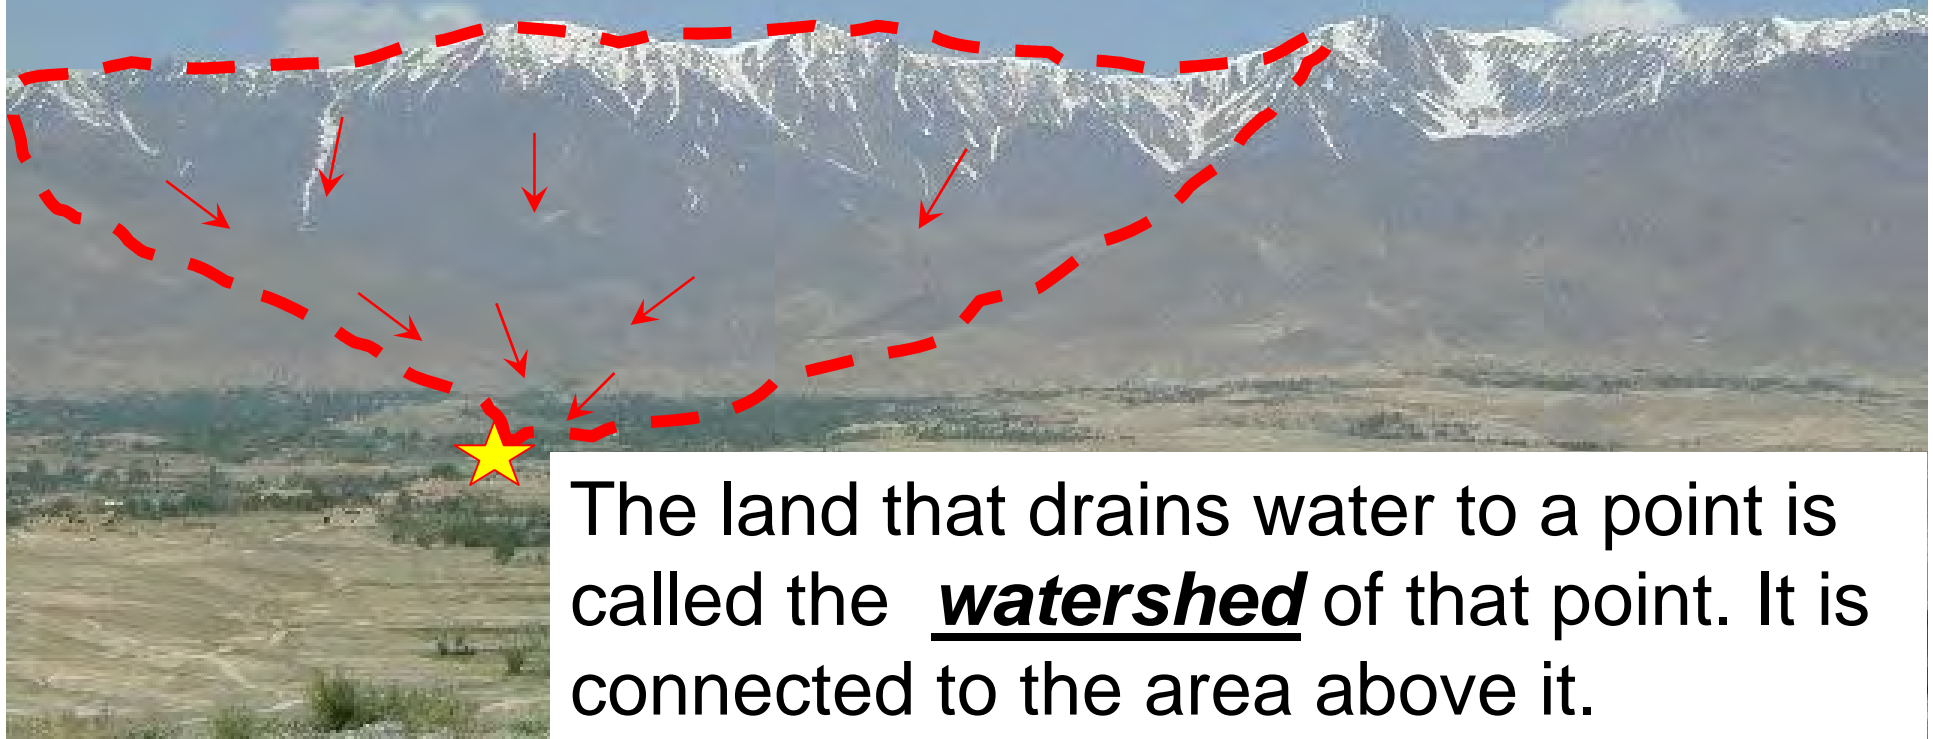 The land that drains water to a point is
called the watershed of that point. It is
connected to the area above it.